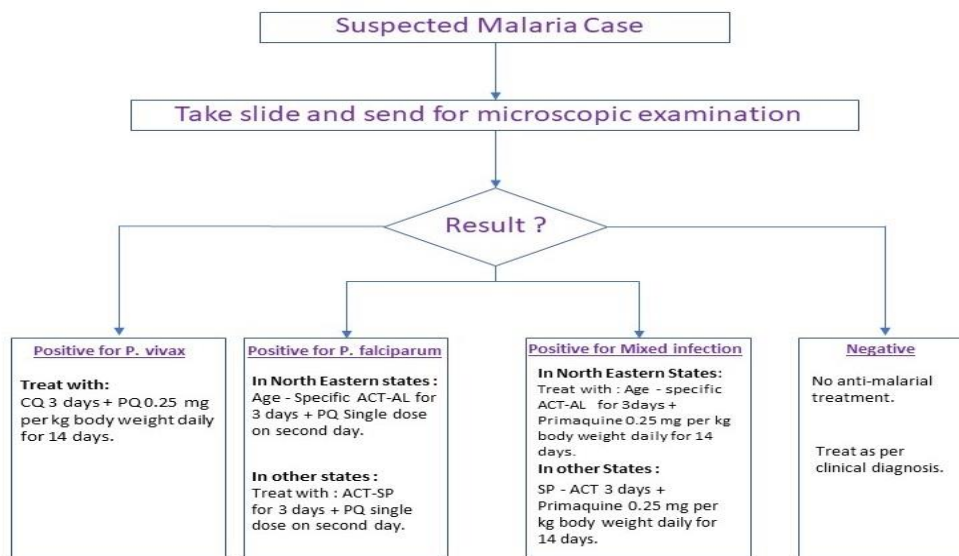 Suspected Malaria Case
Take slide and send for microscopic examination
Result ?
Positive for P. vivax
Treat with:
CQ 3 days + PQ 0.25 mg
per kg body weight daily
for 14 days.
Positive for P. falciparum
In North Eastern states :
Age - Specific ACT-AL for
3 days + PQ Single dose
on second day.
In other states :
Treat with : ACT-SP
for 3 days + PQ single
dose on second day.
Positive for Mixed infection
In North Eastern States:
Treat with : Age - specific
ACT-AL for 3days +
Primaquine 0.25 mg per kg
body weight daily for 14
days.
In other States :
SP - ACT 3 days +
Primaquine 0.25 mg per
kg body weight daily for
14 days.
Negative
No anti-malarial
treatment.
Treat as per
clinical diagnosis.